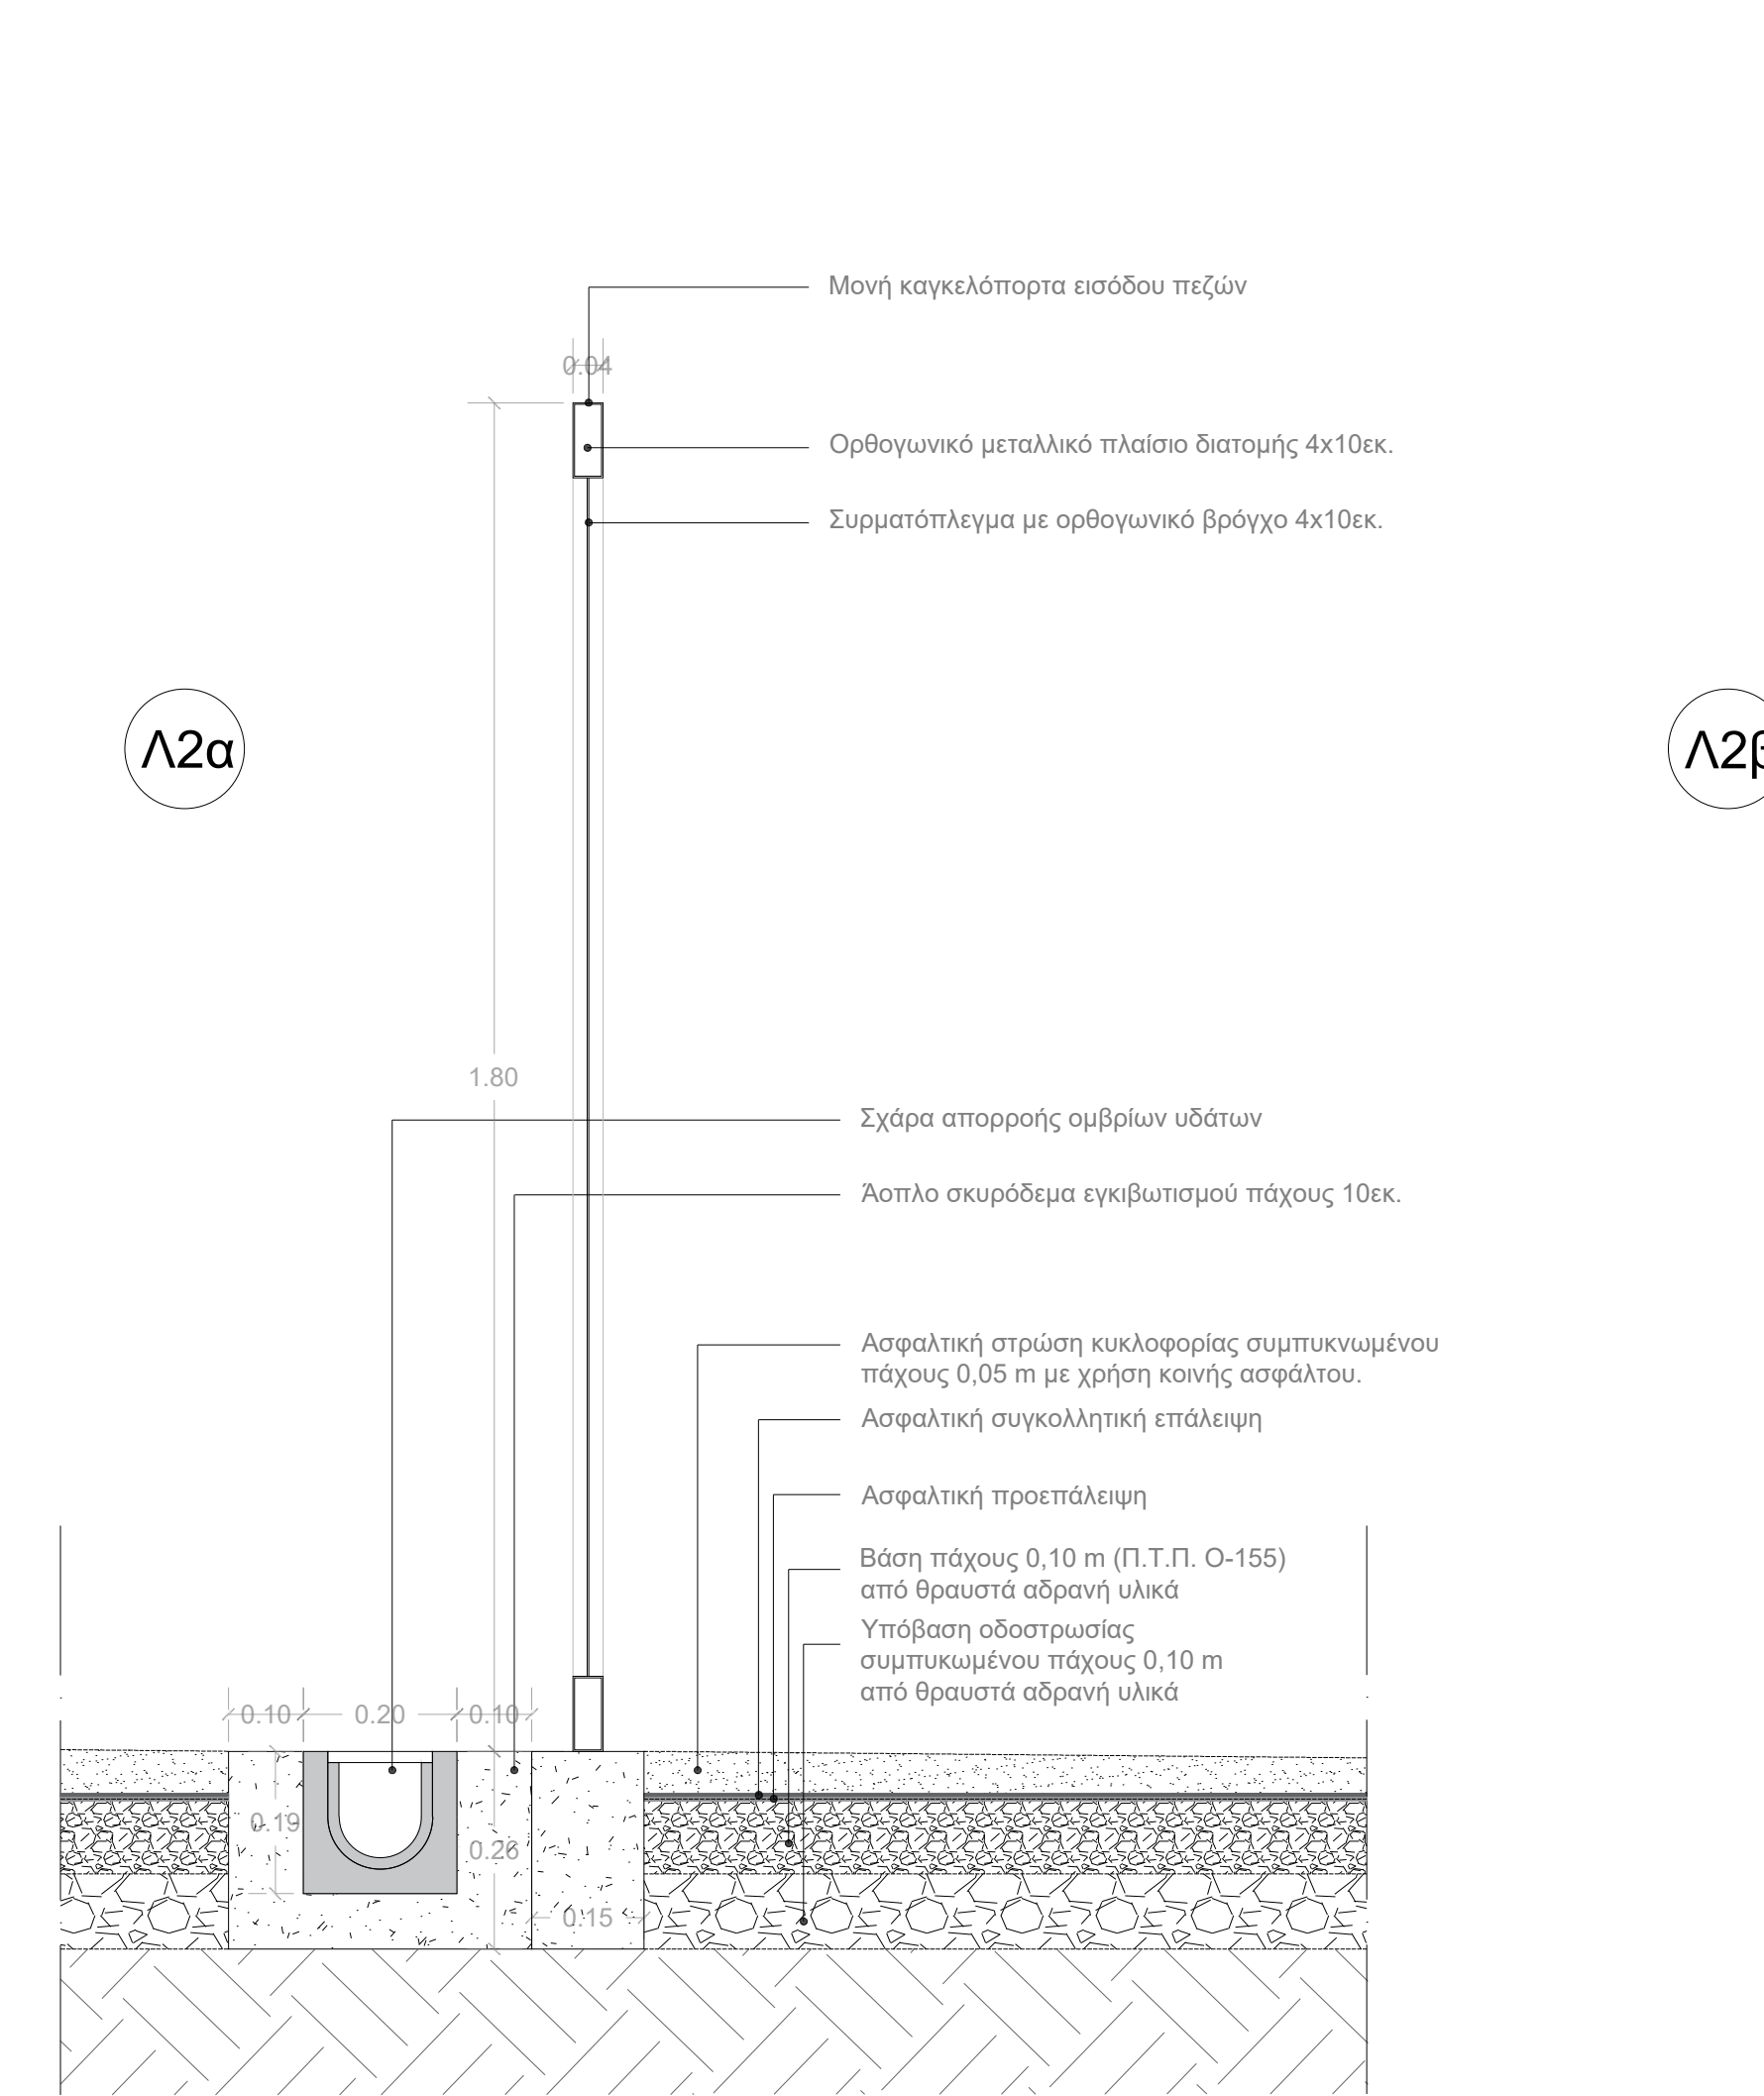 Μονή καγκελόπορτα εισόδου πεζών
0.04
Ορθογωνικό μεταλλικό πλαίσιο διατομής 4x10εκ.
Συρματόπλεγμα με ορθογωνικό βρόγχο 4x10εκ.
Λ2α
Λ2β
1.80
Σχάρα απορροής ομβρίων υδάτων
Άοπλο σκυρόδεμα εγκιβωτισμού πάχους 10εκ.
Ασφαλτική στρώση κυκλοφορίας συμπυκνωμένου
πάχους 0,05 m με χρήση κοινής ασφάλτου.
Ασφαλτική συγκολλητική επάλειψη
Ασφαλτική προεπάλειψη
Βάση πάχους 0,10 m (Π.Τ.Π. Ο-155)
από θραυστά αδρανή υλικά
Υπόβαση οδοστρωσίας
συμπυκωμένου πάχους 0,10 m
από θραυστά αδρανή υλικά
0.10 0.20 0.10
0.19
0.26
0.15